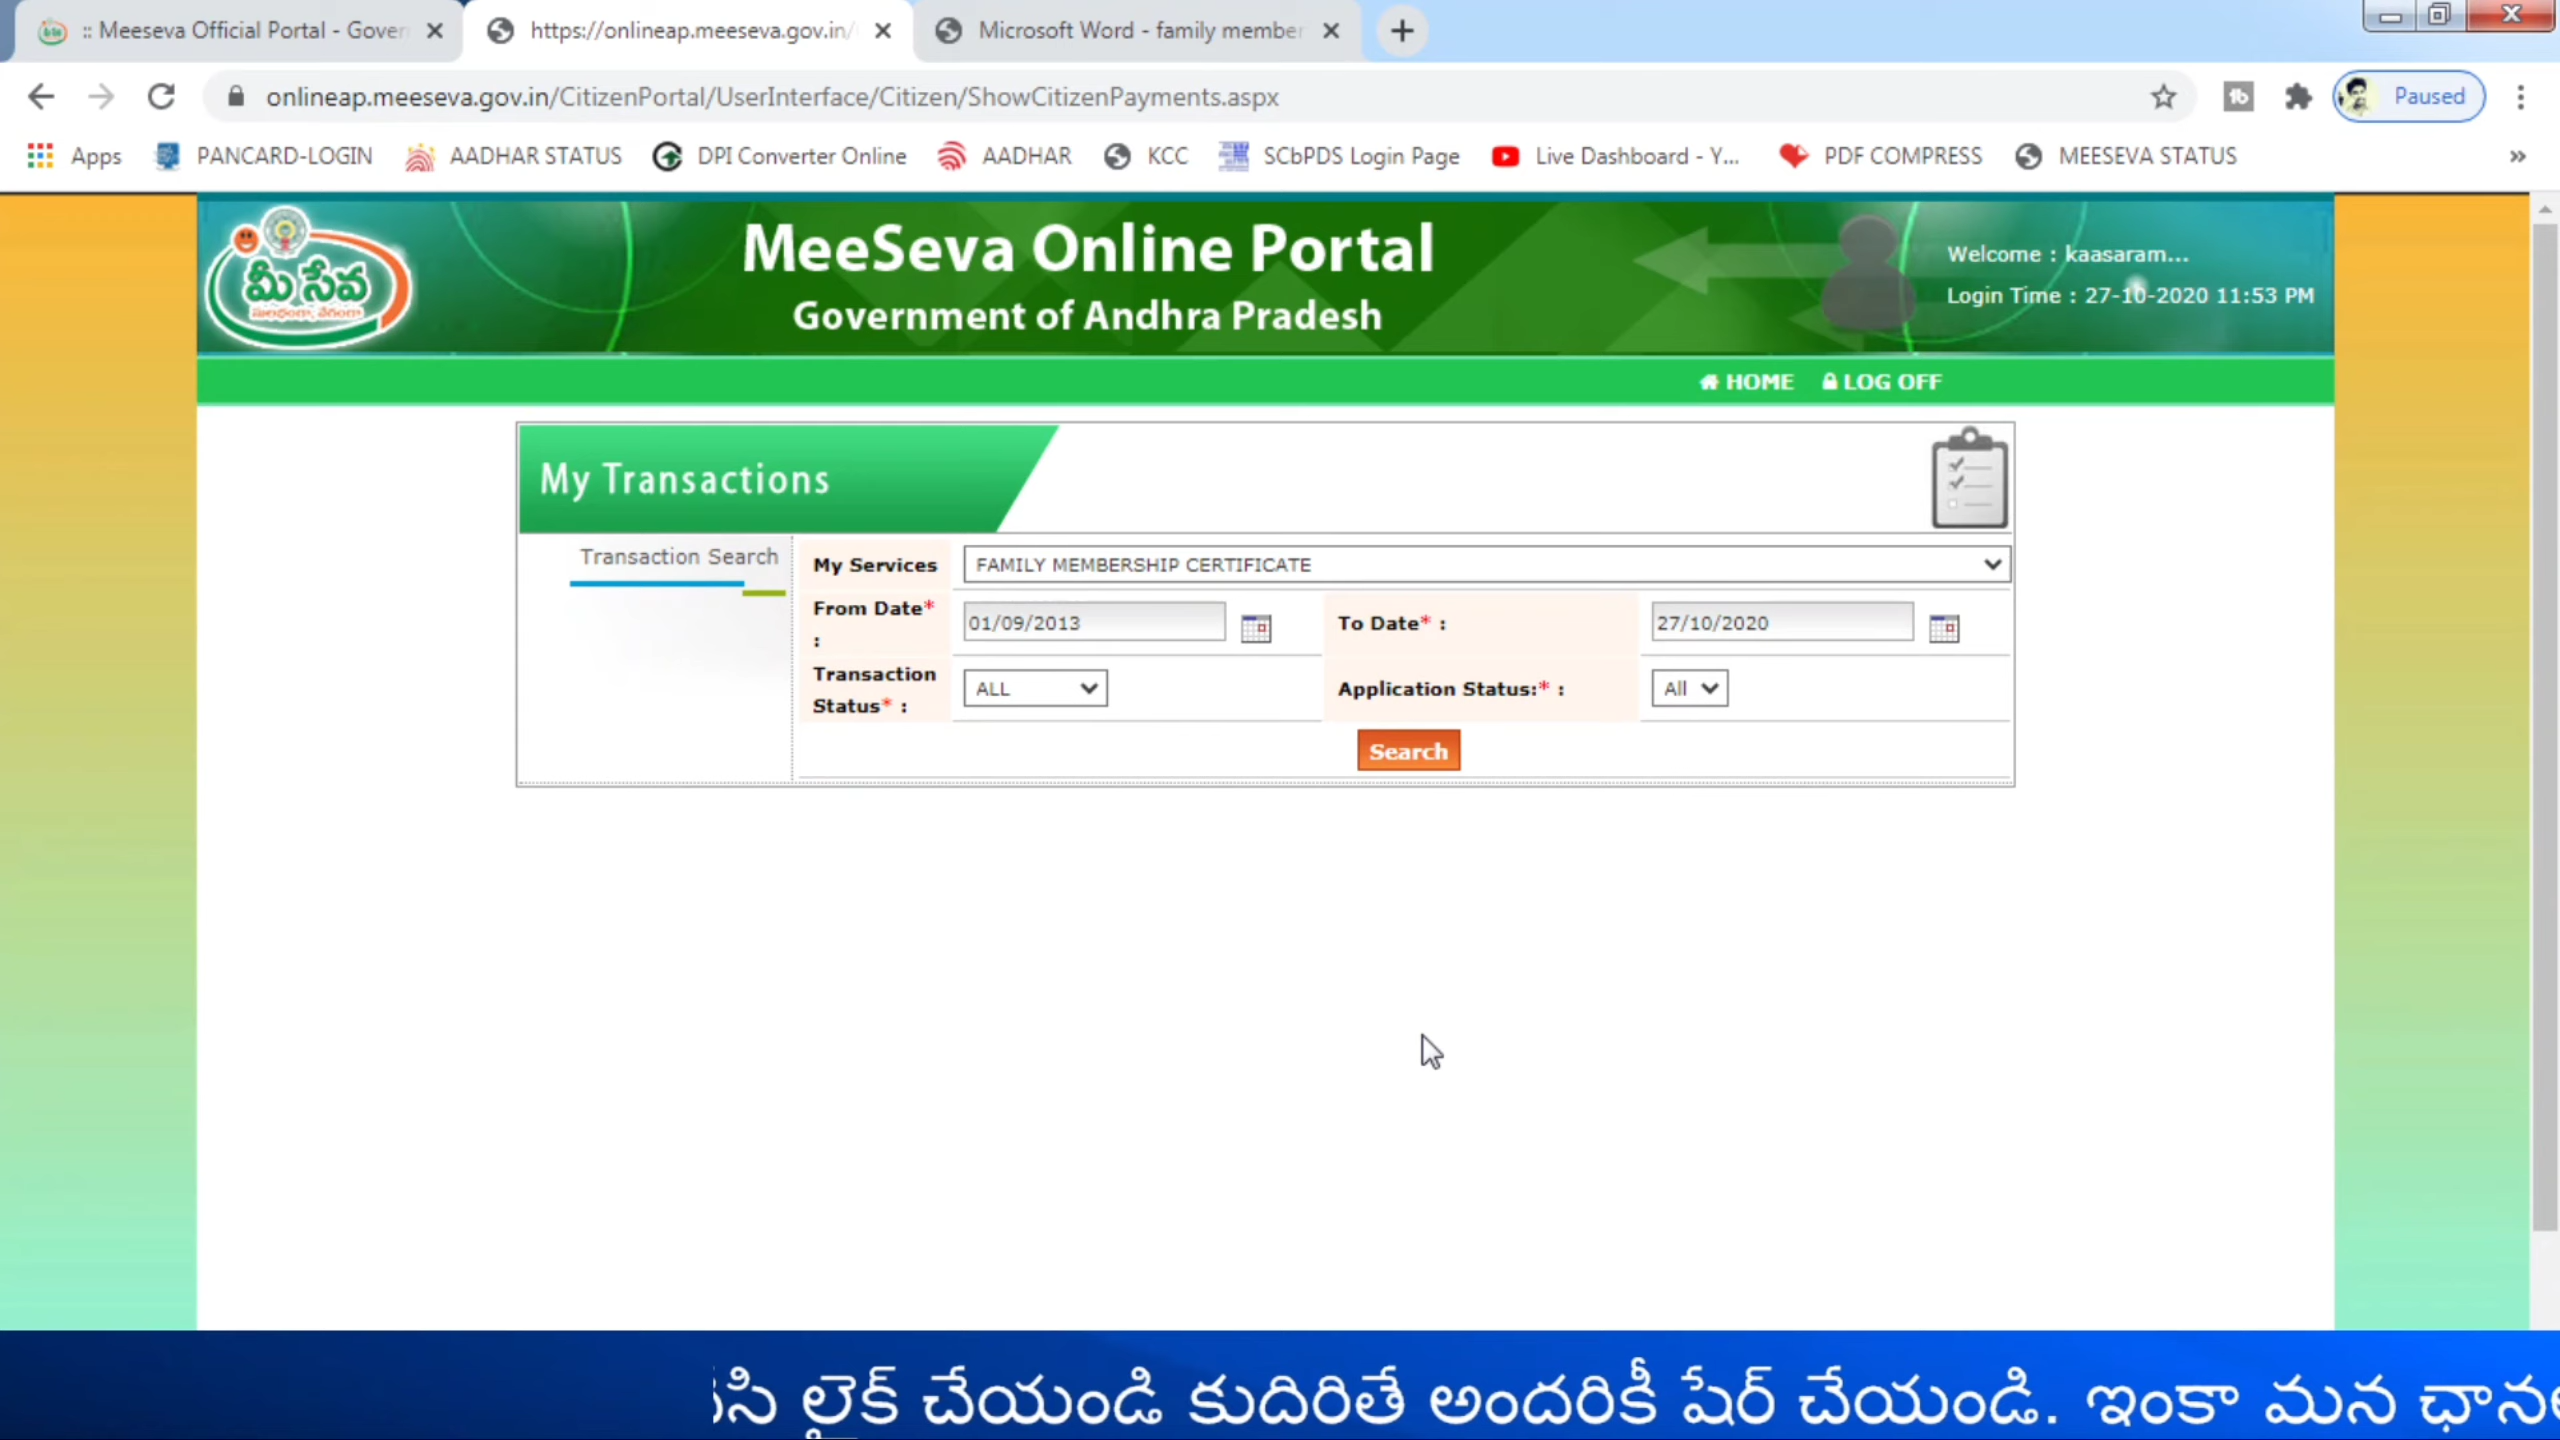 :: Meeseva Official Portal - Gover
https://onlineap.meeseva.gov.in/
Microsoft Word - family member
onlineap.meeseva.gov.in/CitizenPortal/UserInterface/Citizen/ShowCitizenPayments.aspx
Paused
Apps
PANCARD-LOGIN
AADHAR STATUS
DPI Converter Online
AADHAR
KCC
SCbPDS Login Page
Live Dashboard - Y...
PDF COMPRESS
MEESEVA STATUS
»
మీ సేవ
MeeSeva Online Portal
Government of Andhra Pradesh
Welcome : kaasaram...
Login Time : 27-10-2020 11:53 PM
HOME
LOG OFF
My Transactions
Transaction Search
My Services
FAMILY MEMBERSHIP CERTIFICATE
From Date* :
01/09/2013
To Date* :
27/10/2020
Transaction Status* :
ALL
Application Status:* :
All
Search
లైక్ చేయండి కుదిరితే అందరికీ షేర్ చేయండి. ఇంకా మన